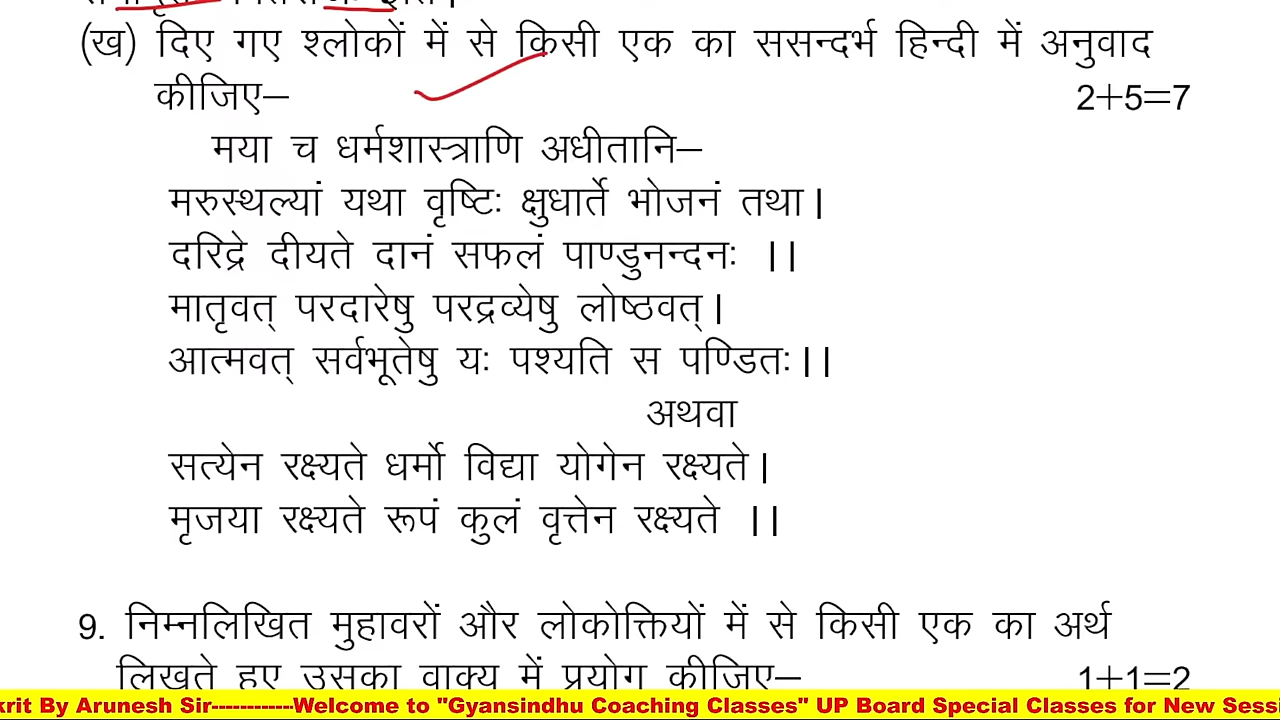 (ख) दिए गए श्लोकों में से किसी एक का ससन्दर्भ हिन्दी में अनुवाद
कीजिए– 2+5=7
मया च धर्मशास्त्राणि अधीतानि–
मरुस्थल्यां यथा वृष्टिः क्षुधार्ते भोजनं तथा।
दरिद्रे दीयते दानं सफलं पाण्डुनन्दनः ।।
मातृवत् परदारेषु परद्रव्येषु लोष्ठवत्।
आत्मवत् सर्वभूतेषु यः पश्यति स पण्डितः।।
अथवा
सत्येन रक्ष्यते धर्मो विद्या योगेन रक्ष्यते।
मृजया रक्ष्यते रूपं कुलं वृत्तेन रक्ष्यते ।।
9. निम्नलिखित मुहावरों और लोकोक्तियों में से किसी एक का अर्थ
लिखते हुए उसका वाक्य में प्रयोग कीजिए– 1+1=2
krit By Arunesh Sir------------Welcome to "Gyansindhu Coaching Classes" UP Board Special Classes for New Sessi